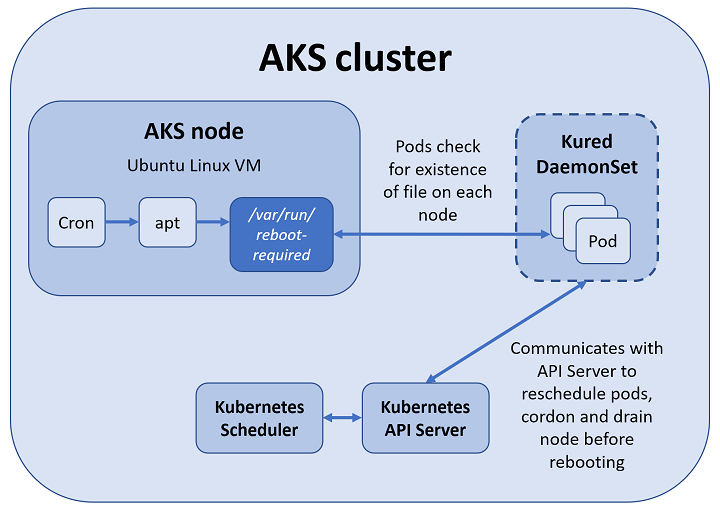 AKS cluster
AKS node
Ubuntu Linux VM
Cron
apt
/var/run/
reboot-
required
Pods check
for existence
of file on each
node
Kured
DaemonSet
Pod
Communicates with
API Server to
reschedule pods,
cordon and drain
node before
rebooting
Kubernetes
Scheduler
Kubernetes
API Server